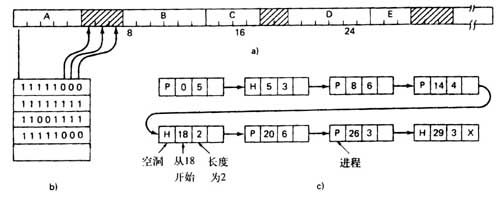 A B C D E
8 16 24
a)
11111000
11111111
11001111
11111000
b)
P 0 5 H 5 3 P 8 6 P 14 4
H 18 2 P 20 6 P 26 3 H 29 3 X
空洞 从18 长度 进程
开始 为2
c)